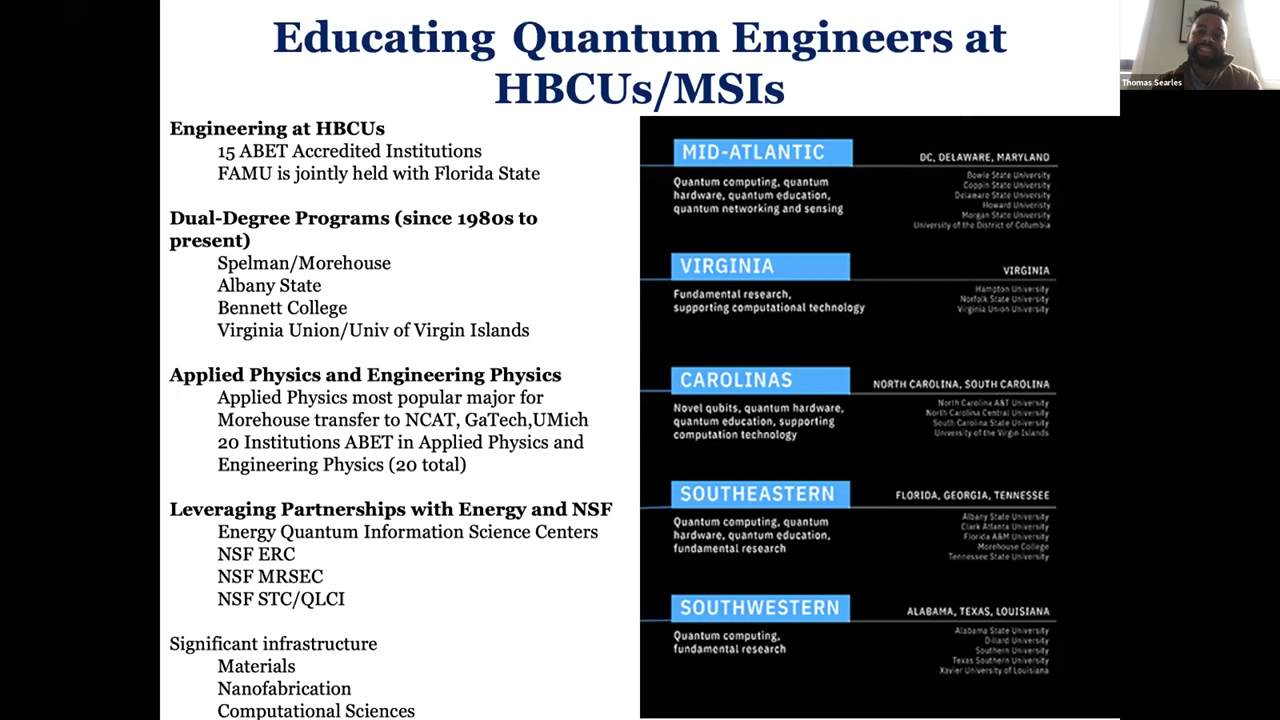 Educating Quantum Engineers at
HBCUs/MSIs
Thomas Searles
Engineering at HBCUs
15 ABET Accredited Institutions
FAMU is jointly held with Florida State
Dual-Degree Programs (since 1980s to
present)
Spelman/Morehouse
Albany State
Bennett College
Virginia Union/Univ of Virgin Islands
Applied Physics and Engineering Physics
Applied Physics most popular major for
Morehouse transfer to NCAT, GaTech,UMich
20 Institutions ABET in Applied Physics and
Engineering Physics (20 total)
Leveraging Partnerships with Energy and NSF
Energy Quantum Information Science Centers
NSF ERC
NSF MRSEC
NSF STC/QLCI
Significant infrastructure
Materials
Nanofabrication
Computational Sciences
MID-ATLANTIC
DC, DELAWARE, MARYLAND
Quantum computing, quantum
hardware, quantum education,
quantum networking and sensing
Bowie State University
Coppin State University
Delaware State University
Howard Univeristy
Morgan State University
University of the District of Columbia
VIRGINIA
VIRGINIA
Fundamental research,
supporting computational technology
Hampton University
Norfolk State University
Virginia Union University
CAROLINAS
NORTH CAROLINA, SOUTH CAROLINA
Novel qubits, quantum hardware,
quantum education, supporting
computation technology
North Carolina A&T University
North Carolina Central University
South Carolina State University
University of the Virgin Islands
SOUTHEASTERN
FLORIDA, GEORGIA, TENNESSEE
Quantum computing, quantum
hardware, quantum education,
fundamental research
Albany State University
Clark Atlanta University
Florida A&M University
Morehouse College
Tennessee State University
SOUTHWESTERN
ALABAMA, TEXAS, LOUISIANA
Quantum computing,
fundamental research
Alabama State University
Dillard University
Southern University
Texas Southern University
Xavier University of Louisiana